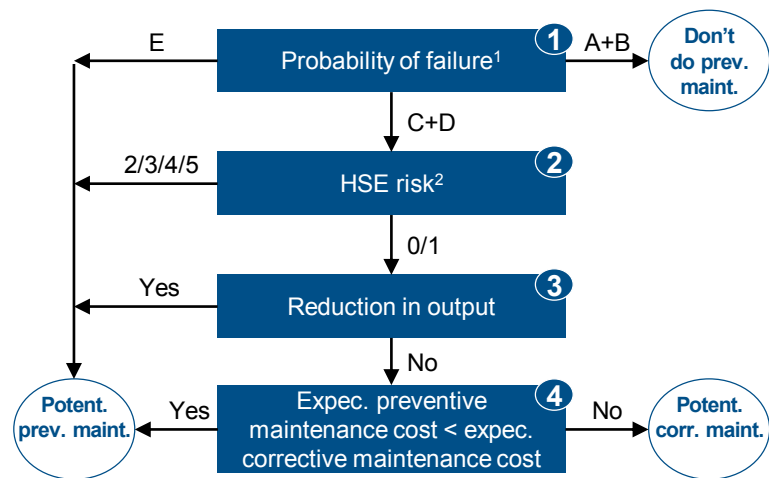 1
E
Probability of failure¹
A+B
Don't
do prev.
maint.
C+D
2
2/3/4/5
HSE risk²
0/1
3
Yes
Reduction in output
No
4
Potent.
prev. maint.
Yes
Expec. preventive
maintenance cost < expec.
corrective maintenance cost
No
Potent.
corr. maint.